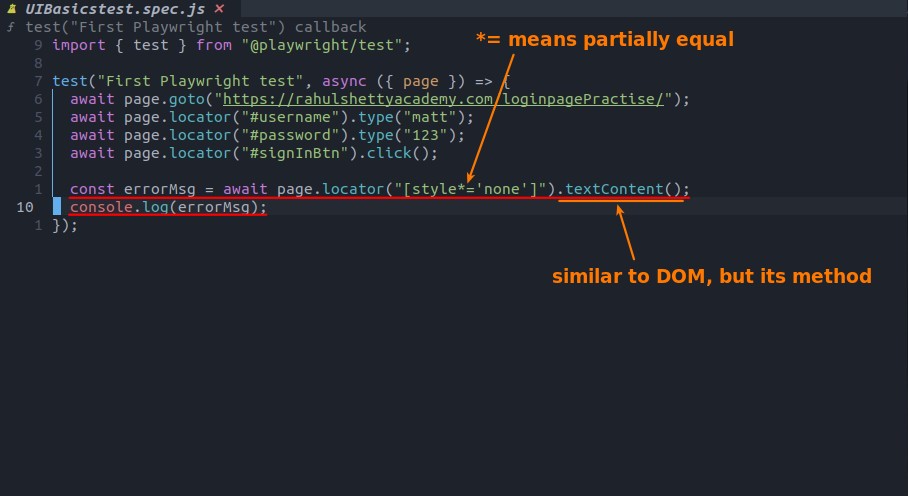 UIBasicstest.spec.js ✕
ƒ test("First Playwright test") callback
9 import { test } from "@playwright/test";
*= means partially equal
8
7 test("First Playwright test", async ({ page }) => {
6 await page.goto("https://rahulshettyacademy.com/loginpagePractise/");
5 await page.locator("#username").type("matt");
4 await page.locator("#password").type("123");
3 await page.locator("#signInBtn").click();
2
1 const errorMsg = await page.locator("[style*='none']").textContent();
10 console.log(errorMsg);
1 });
similar to DOM, but its method